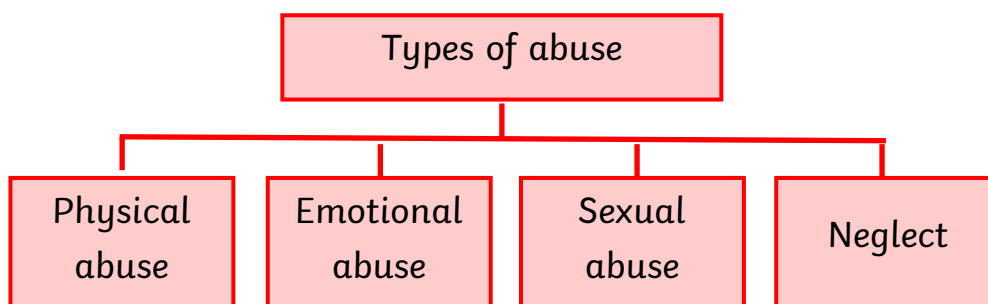 Types of abuse
Physical
abuse
Emotional
abuse
Sexual
abuse
Neglect